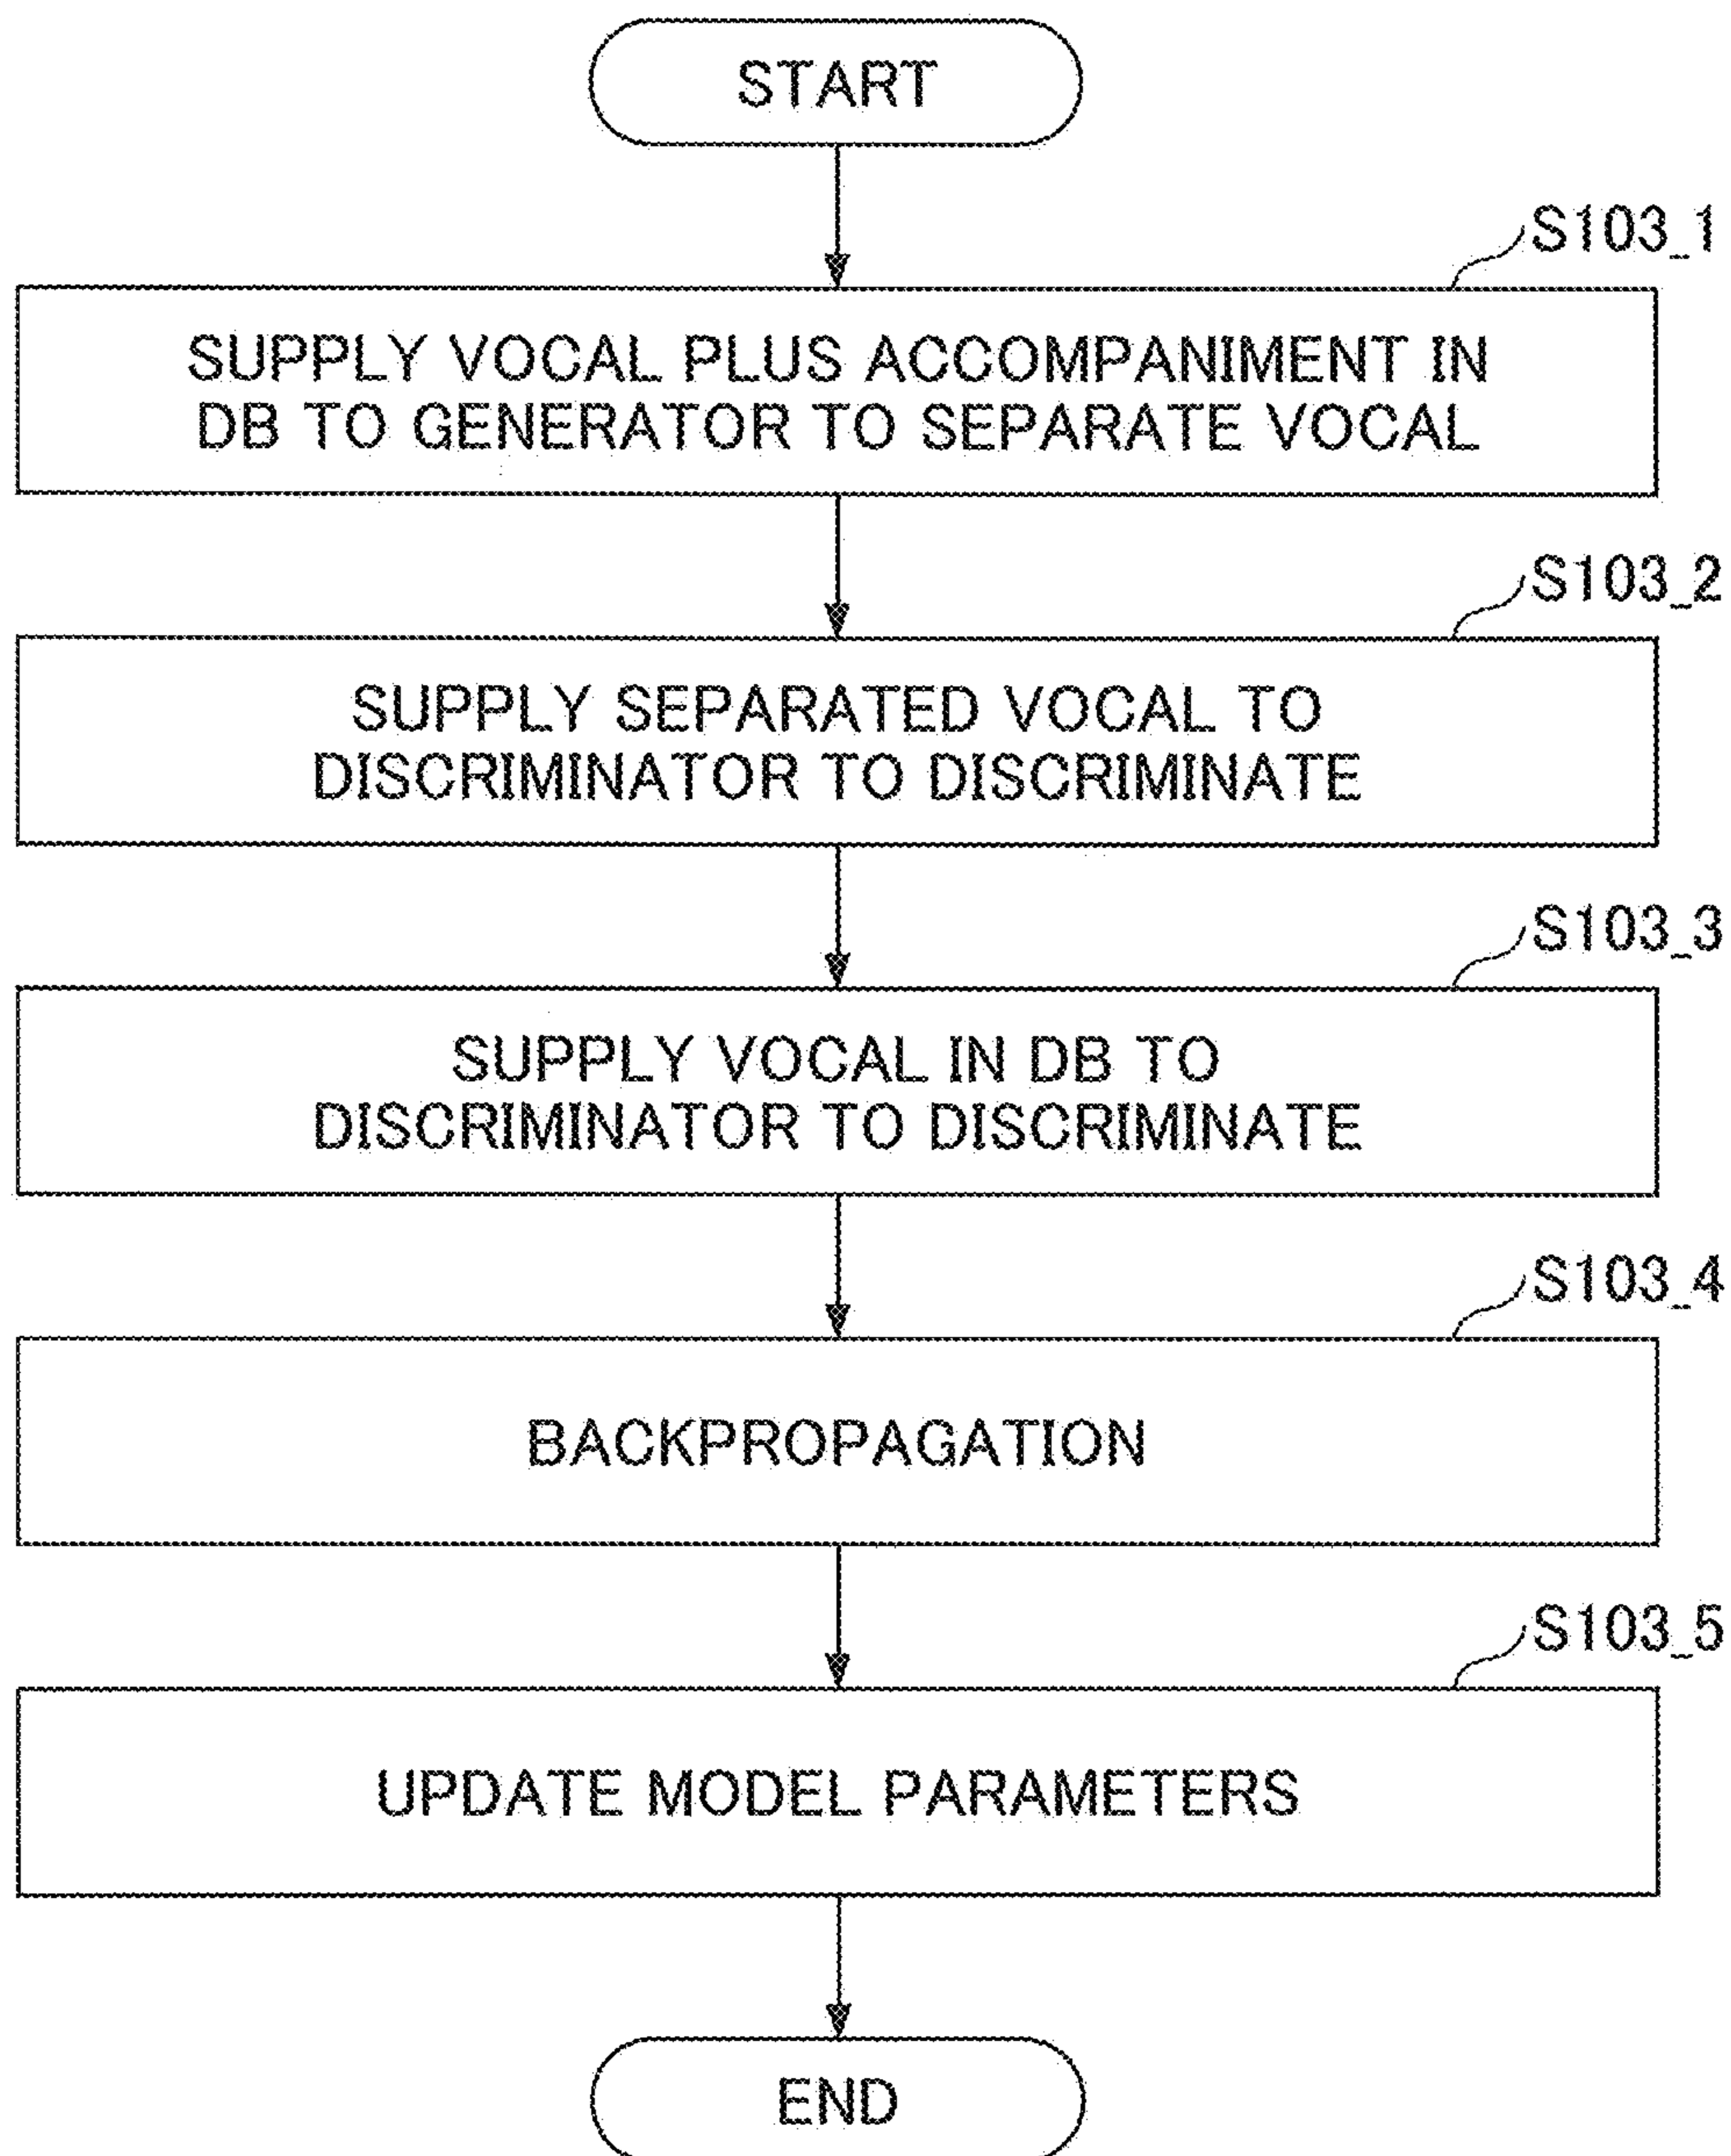 START
S103_1
SUPPLY VOCAL PLUS ACCOMPANIMENT IN
DB TO GENERATOR TO SEPARATE VOCAL
S103_2
SUPPLY SEPARATED VOCAL TO
DISCRIMINATOR TO DISCRIMINATE
S103_3
SUPPLY VOCAL IN DB TO
DISCRIMINATOR TO DISCRIMINATE
S103_4
BACKPROPAGATION
S103_5
UPDATE MODEL PARAMETERS
END